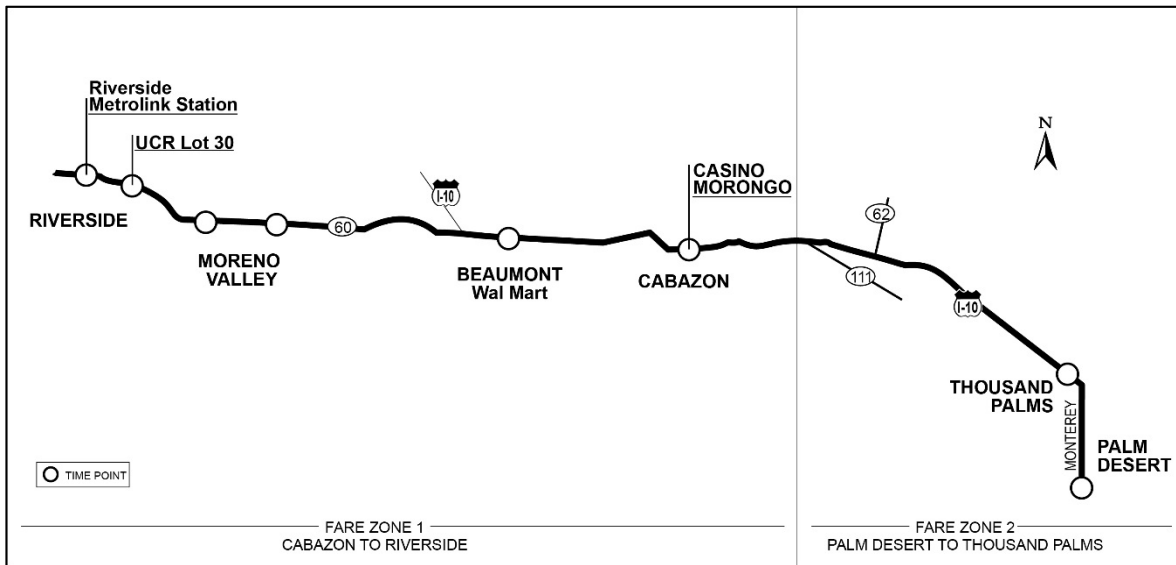 Riverside
Metrolink Station
UCR Lot 30
RIVERSIDE
MORENO
VALLEY
60
I-10
BEAUMONT
Wal Mart
CASINO
MORONGO
CABAZON
N
62
111
I-10
THOUSAND
PALMS
MONTEREY
PALM
DESERT
TIME POINT
FARE ZONE 1
CABAZON TO RIVERSIDE
FARE ZONE 2
PALM DESERT TO THOUSAND PALMS